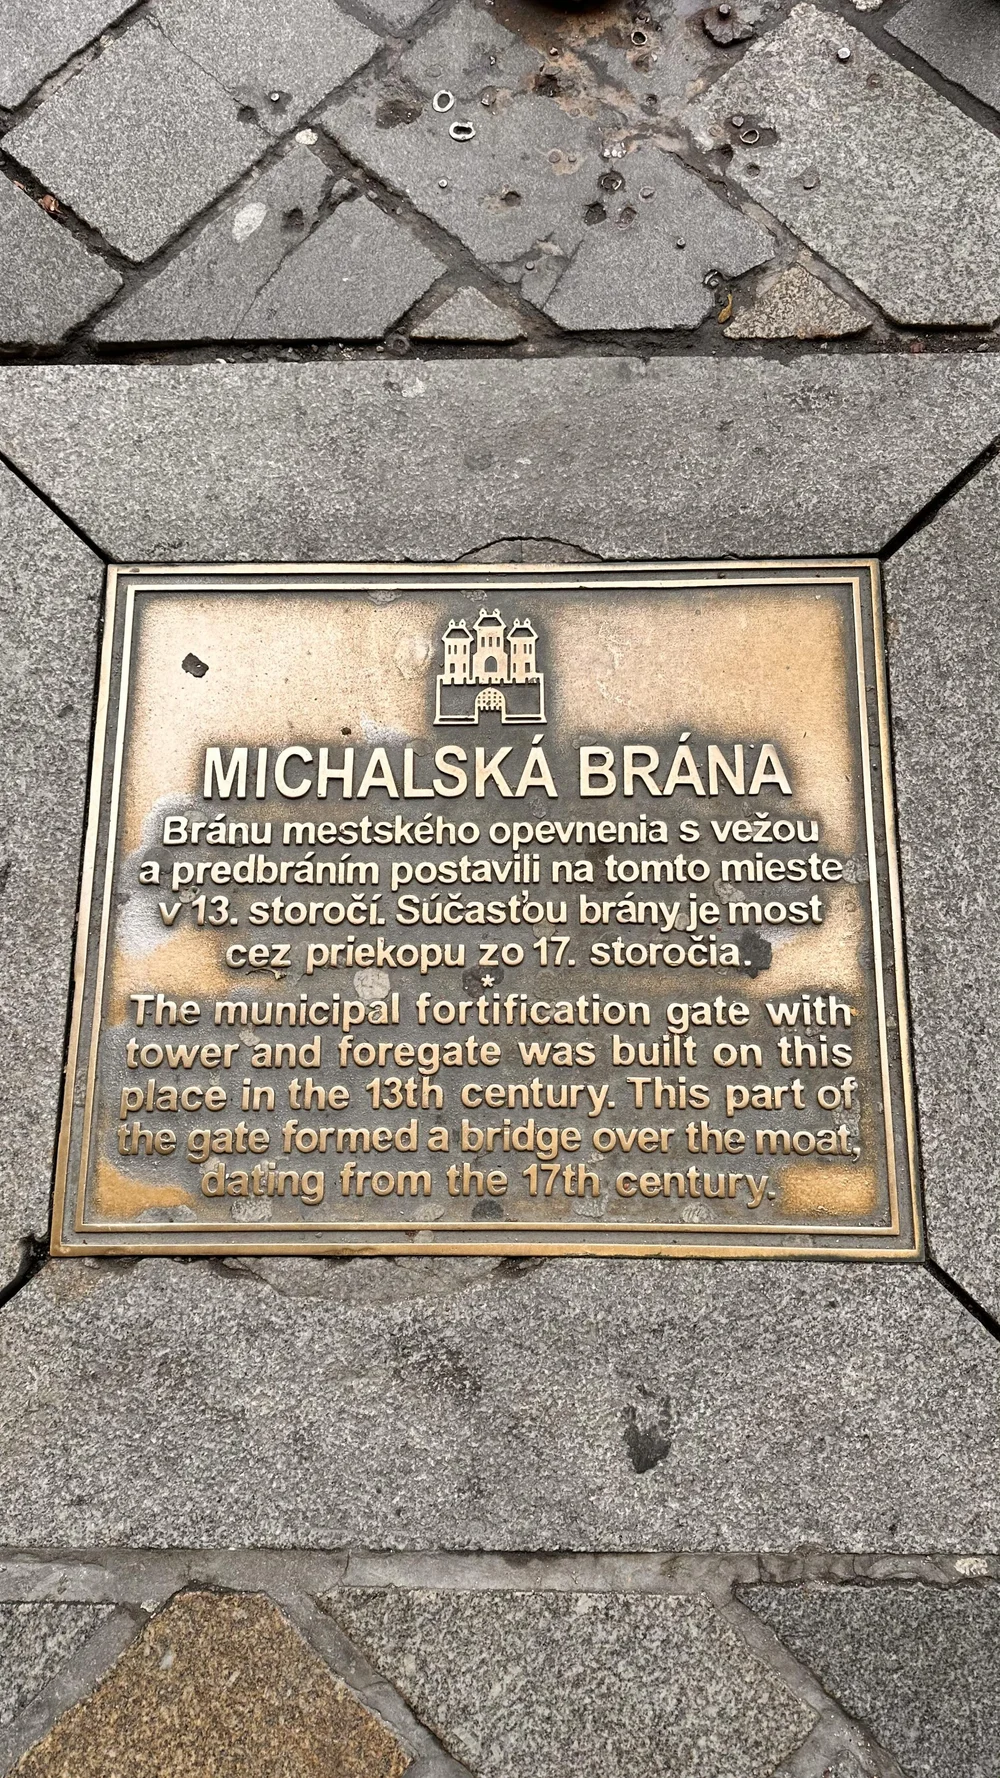 MICHALSKÁ BRÁNA
Bránu mestského opevnenia s vežou
a predbráním postavili na tomto mieste
v 13. storočí. Súčasťou brány je most
cez priekopu zo 17. storočia.
*
The municipal fortification gate with
tower and foregate was built on this
place in the 13th century. This part of
the gate formed a bridge over the moat,
dating from the 17th century.